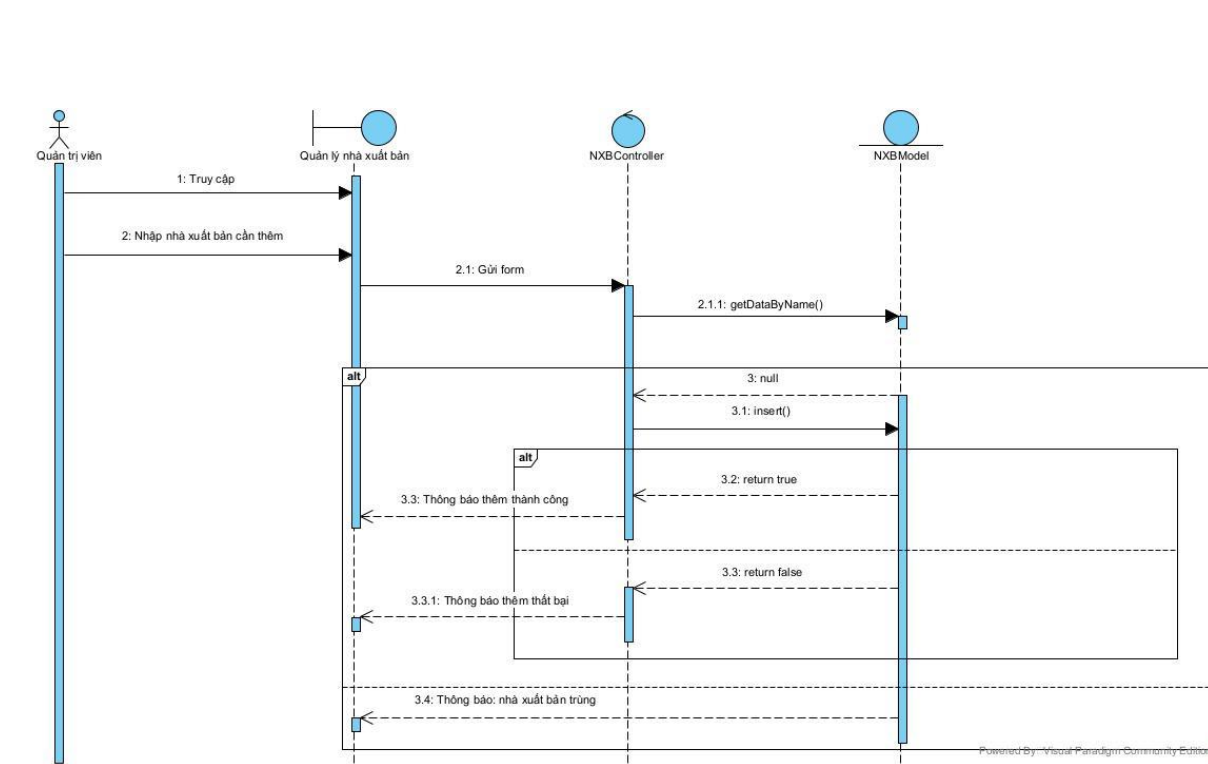 Quản trị viên
Quản lý nhà xuất bản
NXBController
NXBModel
1: Truy cập
2: Nhập nhà xuất bản cần thêm
2.1: Gửi form
2.1.1: getDataByName()
alt
3: null
3.1: insert()
alt
3.2: return true
3.3: Thông báo thêm thành công
3.3: return false
3.3.1: Thông báo thêm thất bại
3.4: Thông báo: nhà xuất bản trùng
Powered By: Visual Paradigm Community Edition